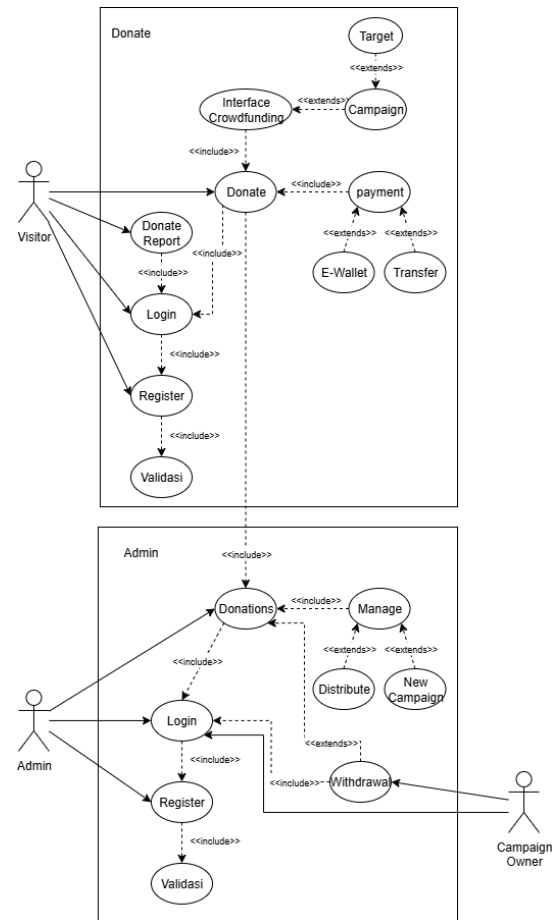 Donate
Target
<<extends>>
Interface
Crowdfunding
<<extends>>
Campaign
<<include>>
Visitor
Donate
<<include>>
payment
Donate
Report
<<extends>>
<<extends>>
<<include>>
<<include>>
E-Wallet
Transfer
Login
<<include>>
Register
<<include>>
Validasi
Admin
<<include>>
Donations
<<include>>
Manage
<<include>>
<<extends>>
<<extends>>
Distribute
New
Campaign
Login
<<extends>>
Admin
<<include>>
<<include>>
Withdrawal
Register
<<include>>
Campaign
Owner
Validasi